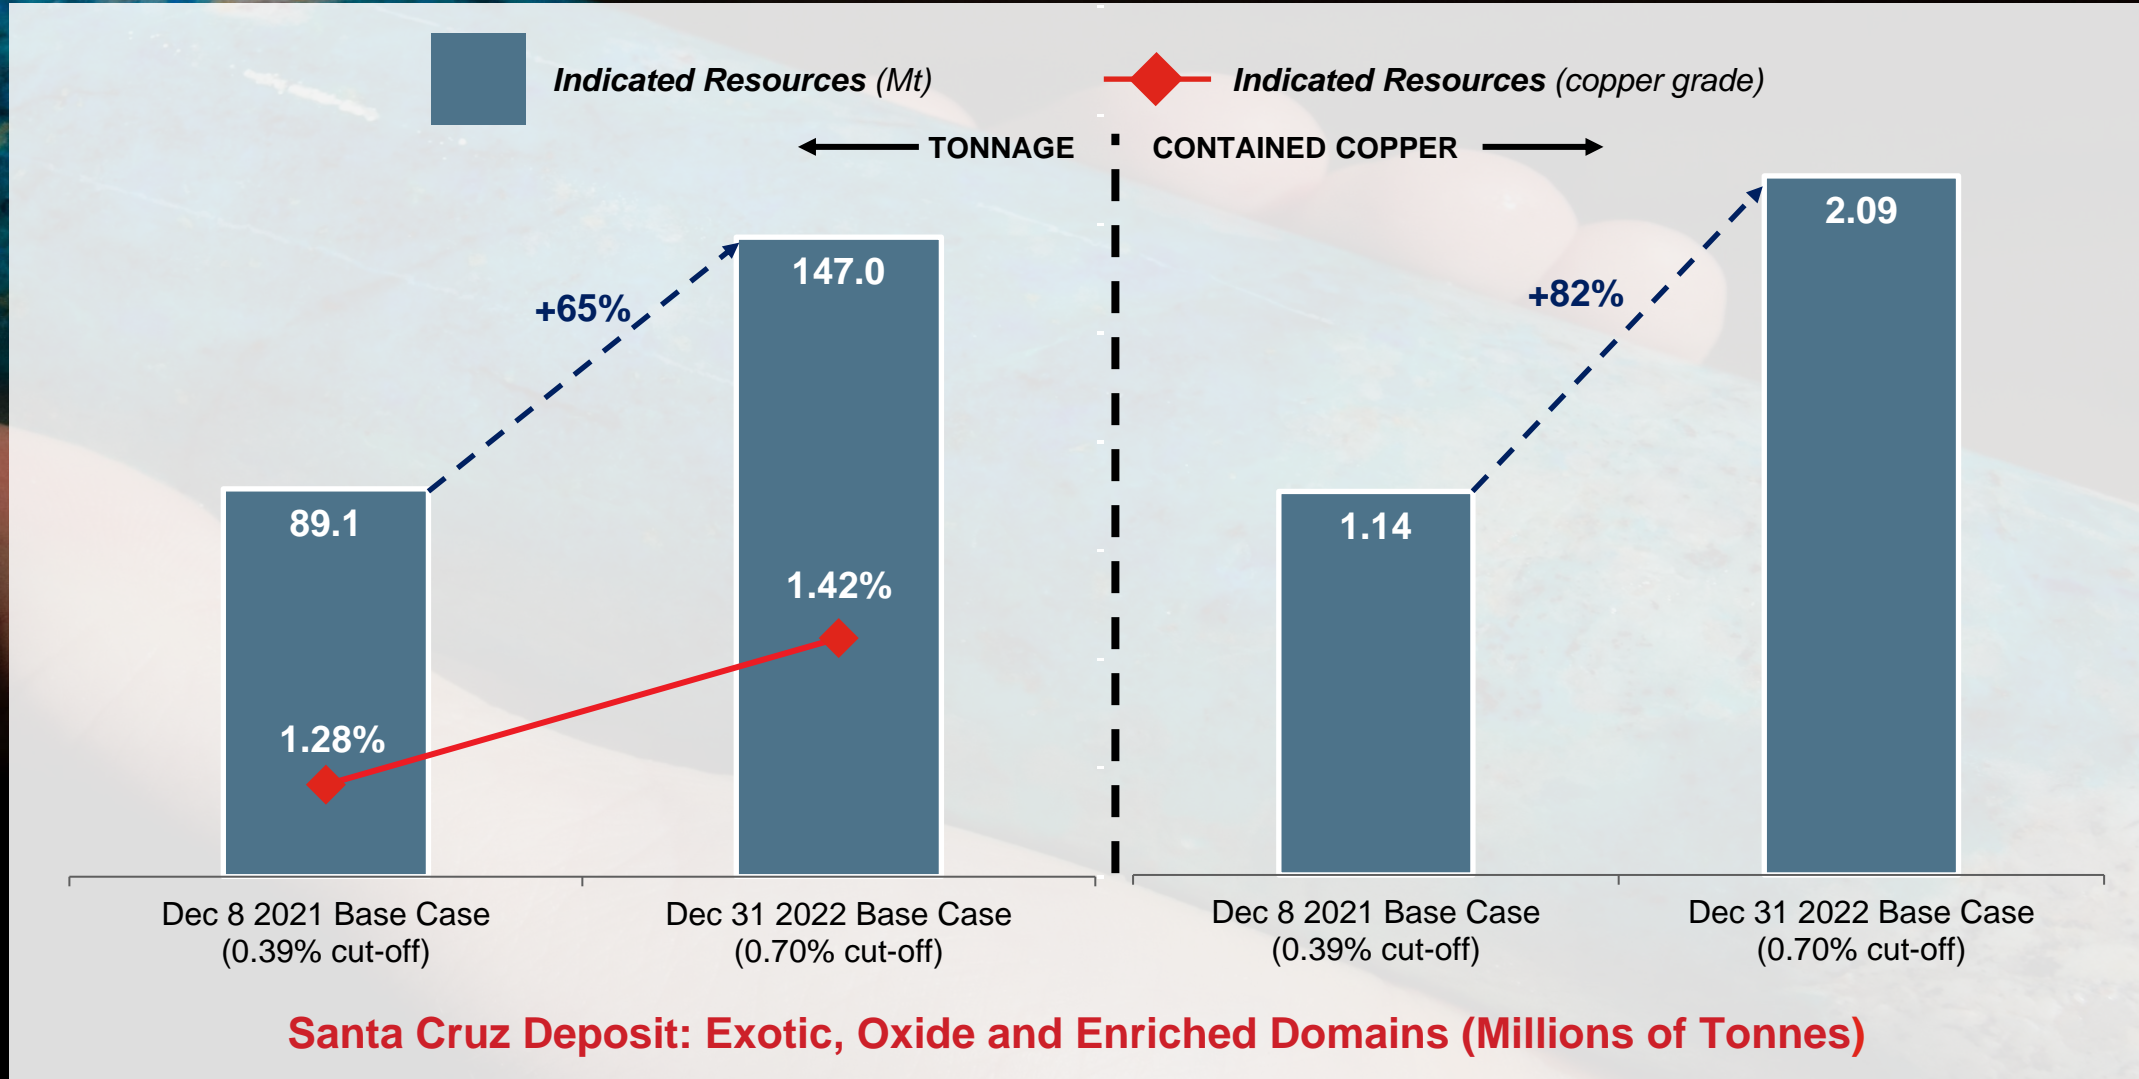 Indicated Resources (Mt)
Indicated Resources (copper grade)
TONNAGE
CONTAINED COPPER
+65%
89.1
1.28%
147.0
1.42%
+82%
1.14
2.09
Dec 8 2021 Base Case
(0.39% cut-off)
Dec 31 2022 Base Case
(0.70% cut-off)
Dec 8 2021 Base Case
(0.39% cut-off)
Dec 31 2022 Base Case
(0.70% cut-off)
Santa Cruz Deposit: Exotic, Oxide and Enriched Domains (Millions of Tonnes)